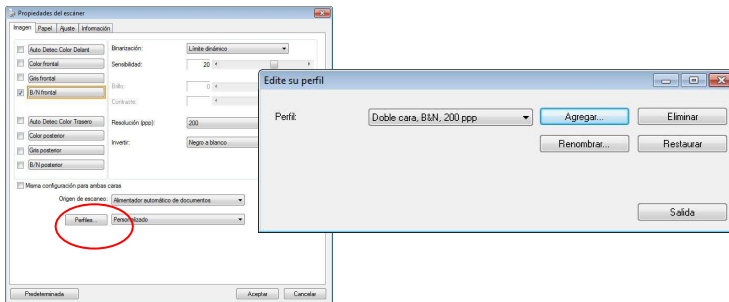 Propiedades del escáner
Imagen Papel Ajuste Información
Auto Detec Color Delant
Color frontal
Gris frontal
B/N frontal
Auto Detec Color Trasero
Color posterior
Gris posterior
B/N posterior
Binarización: Límite dinámico
Sensibilidad: 20
Brillo: 0
Contraste:
Resolución (ppp): 200
Invertir: Negro a blanco
Misma configuración para ambas caras
Origen de escaneo: Alimentador automático de documentos
Perfiles... Personalizado
Predeterminada Aceptar Cancelar
Edite su perfil
Perfil: Doble cara, B&N, 200 ppp Agregar... Eliminar
Renombrar... Restaurar
Salida